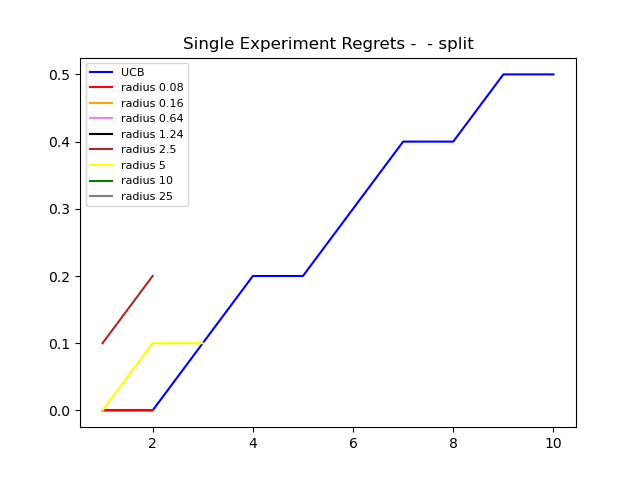 Single Experiment Regrets -  - split
UCB
radius 0.08
radius 0.16
radius 0.64
radius 1.24
radius 2.5
radius 5
radius 10
radius 25
0.5
0.4
0.3
0.2
0.1
0.0
2 4 6 8 10